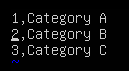 1,Category A
2,Category B
3,Category C
~